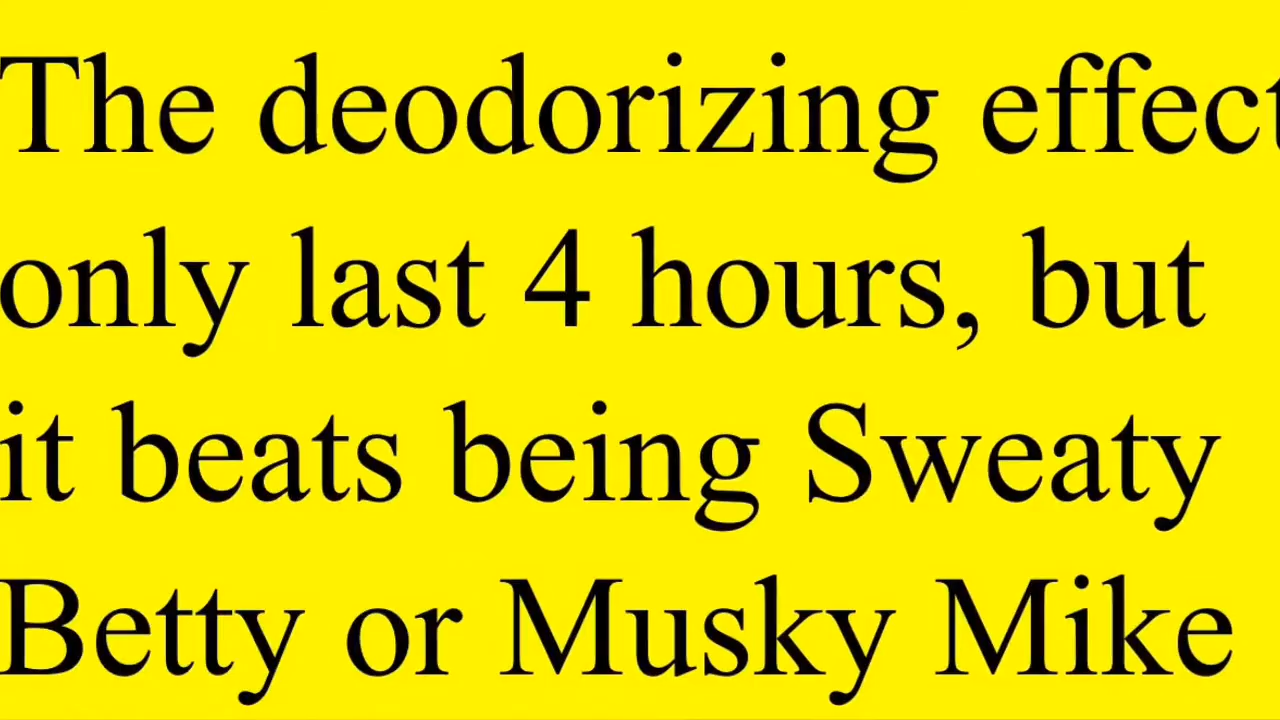 The deodorizing effect
only last 4 hours, but
it beats being Sweaty
Betty or Musky Mike